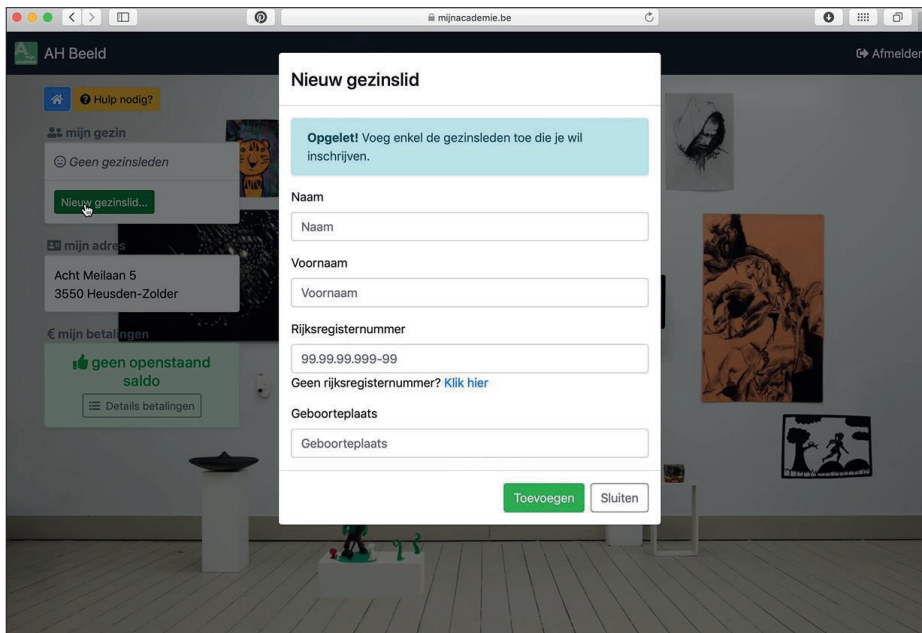 mijnacademie.be
AH Beeld
Afmelden
Hulp nodig?
mijn gezin
Geen gezinsleden
Nieuw gezinslid...
mijn adres
Acht Meilaan 5
3550 Heusden-Zolder
€ mijn betalingen
geen openstaand
saldo
Details betalingen
Nieuw gezinslid
Opgelet! Voeg enkel de gezinsleden toe die je wil
inschrijven.
Naam
Naam
Voornaam
Voornaam
Rijksregisternummer
99.99.99.999-99
Geen rijksregisternummer? Klik hier
Geboorteplaats
Geboorteplaats
Toevoegen
Sluiten